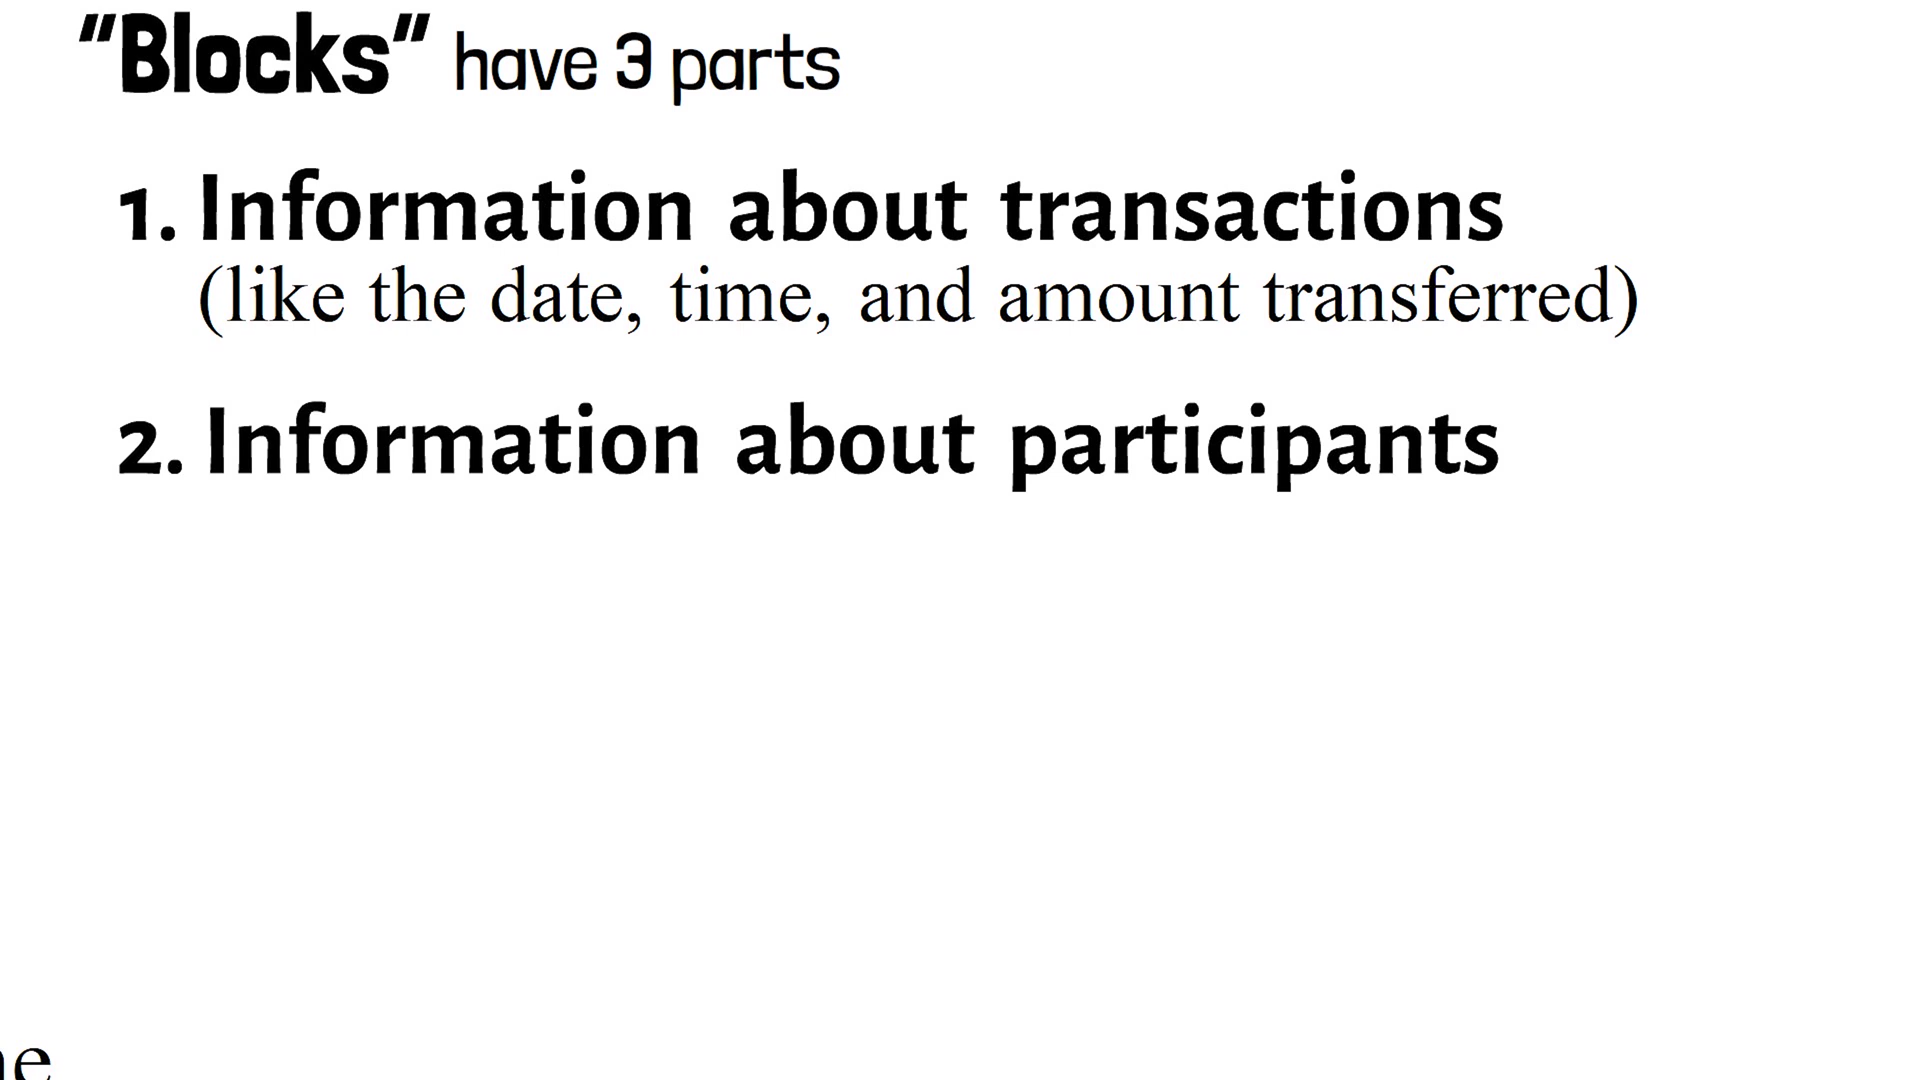 "Blocks" have 3 parts
1. Information about transactions
(like the date, time, and amount transferred)
2. Information about participants